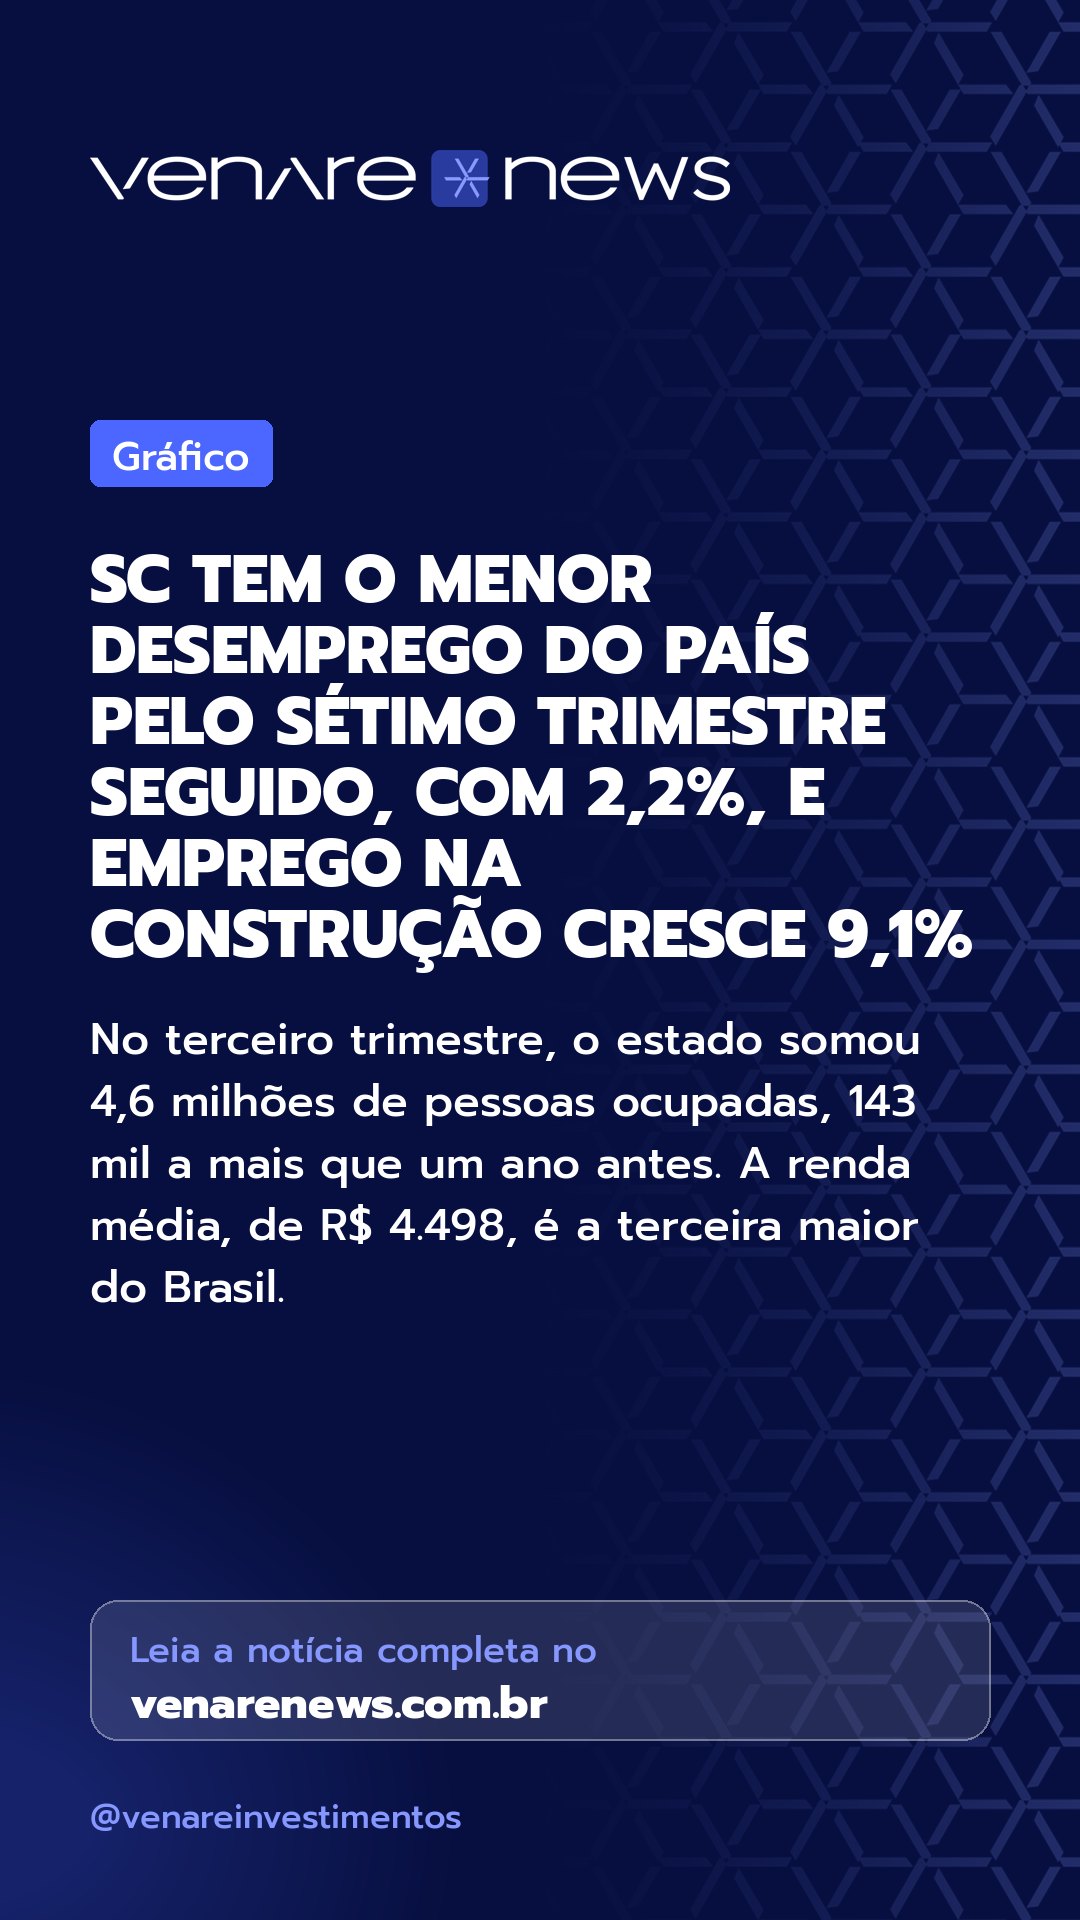 venare news
Gráfico
SC TEM O MENOR
DESEMPREGO DO PAÍS
PELO SÉTIMO TRIMESTRE
SEGUIDO, COM 2,2%, E
EMPREGO NA
CONSTRUÇÃO CRESCE 9,1%
No terceiro trimestre, o estado somou
4,6 milhões de pessoas ocupadas, 143
mil a mais que um ano antes. A renda
média, de R$ 4.498, é a terceira maior
do Brasil.
Leia a notícia completa no
venarenews.com.br
@venareinvestimentos